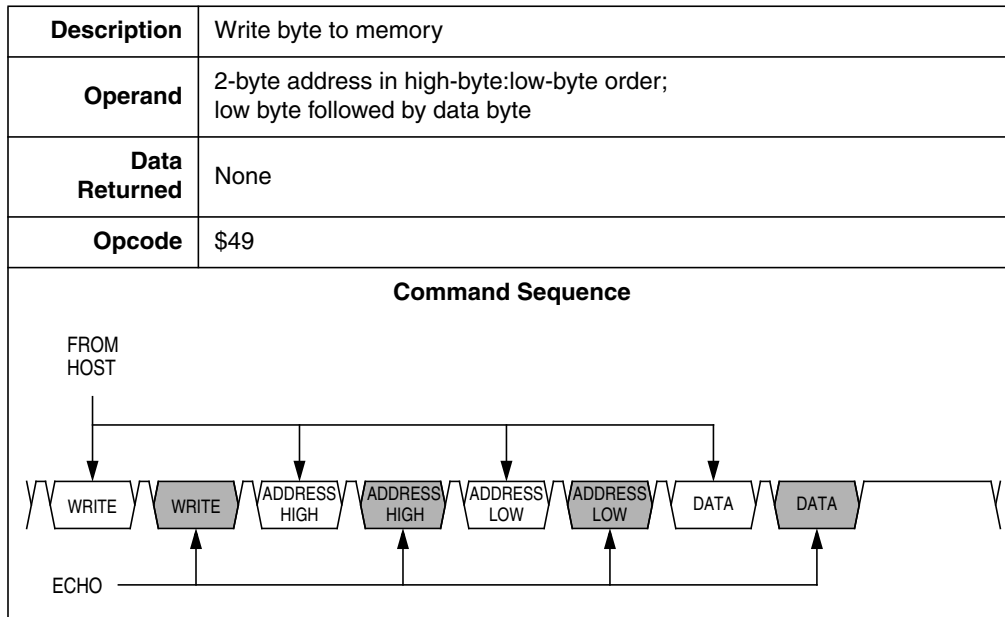 Description
Write byte to memory
Operand
2-byte address in high-byte:low-byte order;
low byte followed by data byte
Data
Returned
None
Opcode
$49
Command Sequence
FROM
HOST
WRITE
WRITE
ADDRESS
HIGH
ADDRESS
HIGH
ADDRESS
LOW
ADDRESS
LOW
DATA
DATA
ECHO